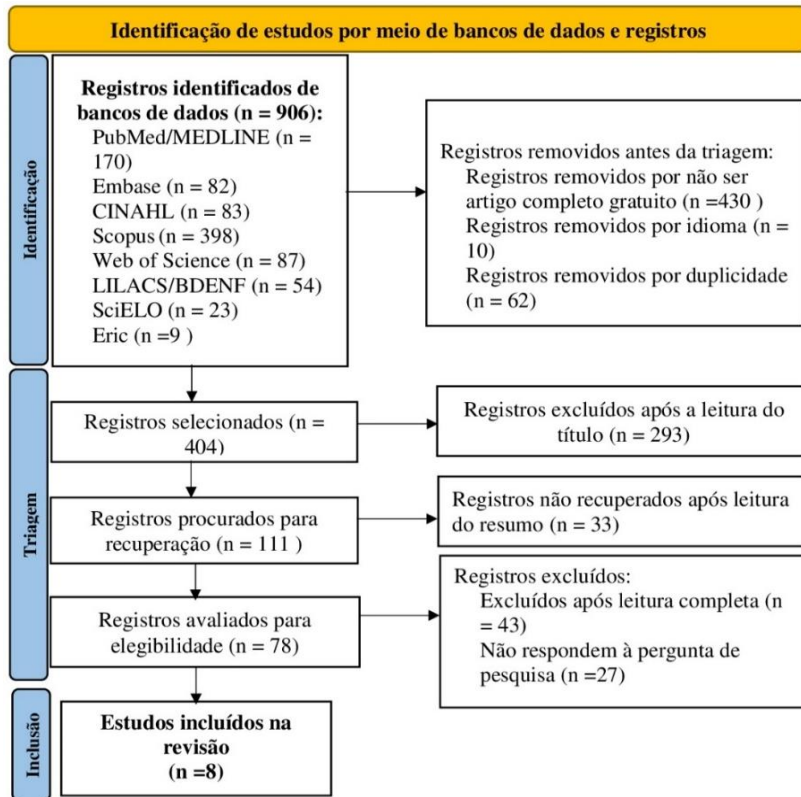 Identificação de estudos por meio de bancos de dados e registros
Identificação
Registros identificados de
bancos de dados (n = 906):
PubMed/MEDLINE (n =
170)
Embase (n = 82)
CINAHL (n = 83)
Scopus (n = 398)
Web of Science (n = 87)
LILACS/BDENF (n = 54)
SciELO (n = 23)
Eric (n =9 )
Registros removidos antes da triagem:
Registros removidos por não ser
artigo completo gratuito (n =430 )
Registros removidos por idioma (n =
10)
Registros removidos por duplicidade
(n = 62)
Triagem
Registros selecionados (n =
404)
Registros excluídos após a leitura do
título (n = 293)
Registros procurados para
recuperação (n = 111 )
Registros não recuperados após leitura
do resumo (n = 33)
Registros avaliados para
elegibilidade (n = 78)
Registros excluídos:
Excluídos após leitura completa (n
= 43)
Não respondem à pergunta de
pesquisa (n =27)
Inclusão
Estudos incluídos na
revisão
(n =8)